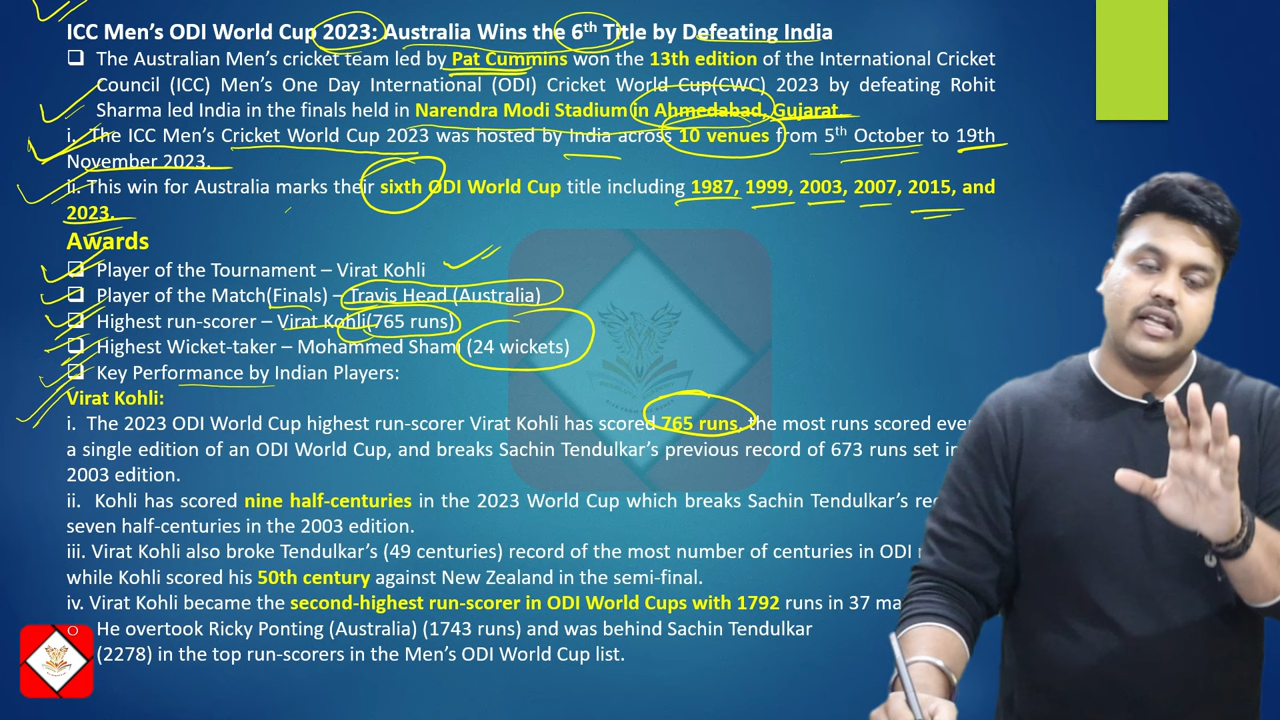 ICC Men's ODI World Cup 2023: Australia Wins the 6th Title by Defeating India
The Australian Men's cricket team led by Pat Cummins won the 13th edition of the International Cricket
Council (ICC) Men's One Day International (ODI) Cricket World Cup(CWC) 2023 by defeating Rohit
Sharma led India in the finals held in Narendra Modi Stadium in Ahmedabad, Gujarat.
i. The ICC Men's Cricket World Cup 2023 was hosted by India across 10 venues from 5th October to 19th
November 2023.
ii. This win for Australia marks their sixth ODI World Cup title including 1987, 1999, 2003, 2007, 2015, and
2023.
Awards
Player of the Tournament – Virat Kohli
Player of the Match(Finals) – Travis Head (Australia)
Highest run-scorer – Virat Kohli(765 runs)
Highest Wicket-taker – Mohammed Shami (24 wickets)
Key Performance by Indian Players:
Virat Kohli:
i. The 2023 ODI World Cup highest run-scorer Virat Kohli has scored 765 runs, the most runs scored ever
a single edition of an ODI World Cup, and breaks Sachin Tendulkar's previous record of 673 runs set in
2003 edition.
ii. Kohli has scored nine half-centuries in the 2023 World Cup which breaks Sachin Tendulkar's
seven half-centuries in the 2003 edition.
iii. Virat Kohli also broke Tendulkar's (49 centuries) record of the most number of centuries in ODI
while Kohli scored his 50th century against New Zealand in the semi-final.
iv. Virat Kohli became the second-highest run-scorer in ODI World Cups with 1792 runs in 37
He overtook Ricky Ponting (Australia) (1743 runs) and was behind Sachin Tendulkar
(2278) in the top run-scorers in the Men's ODI World Cup list.